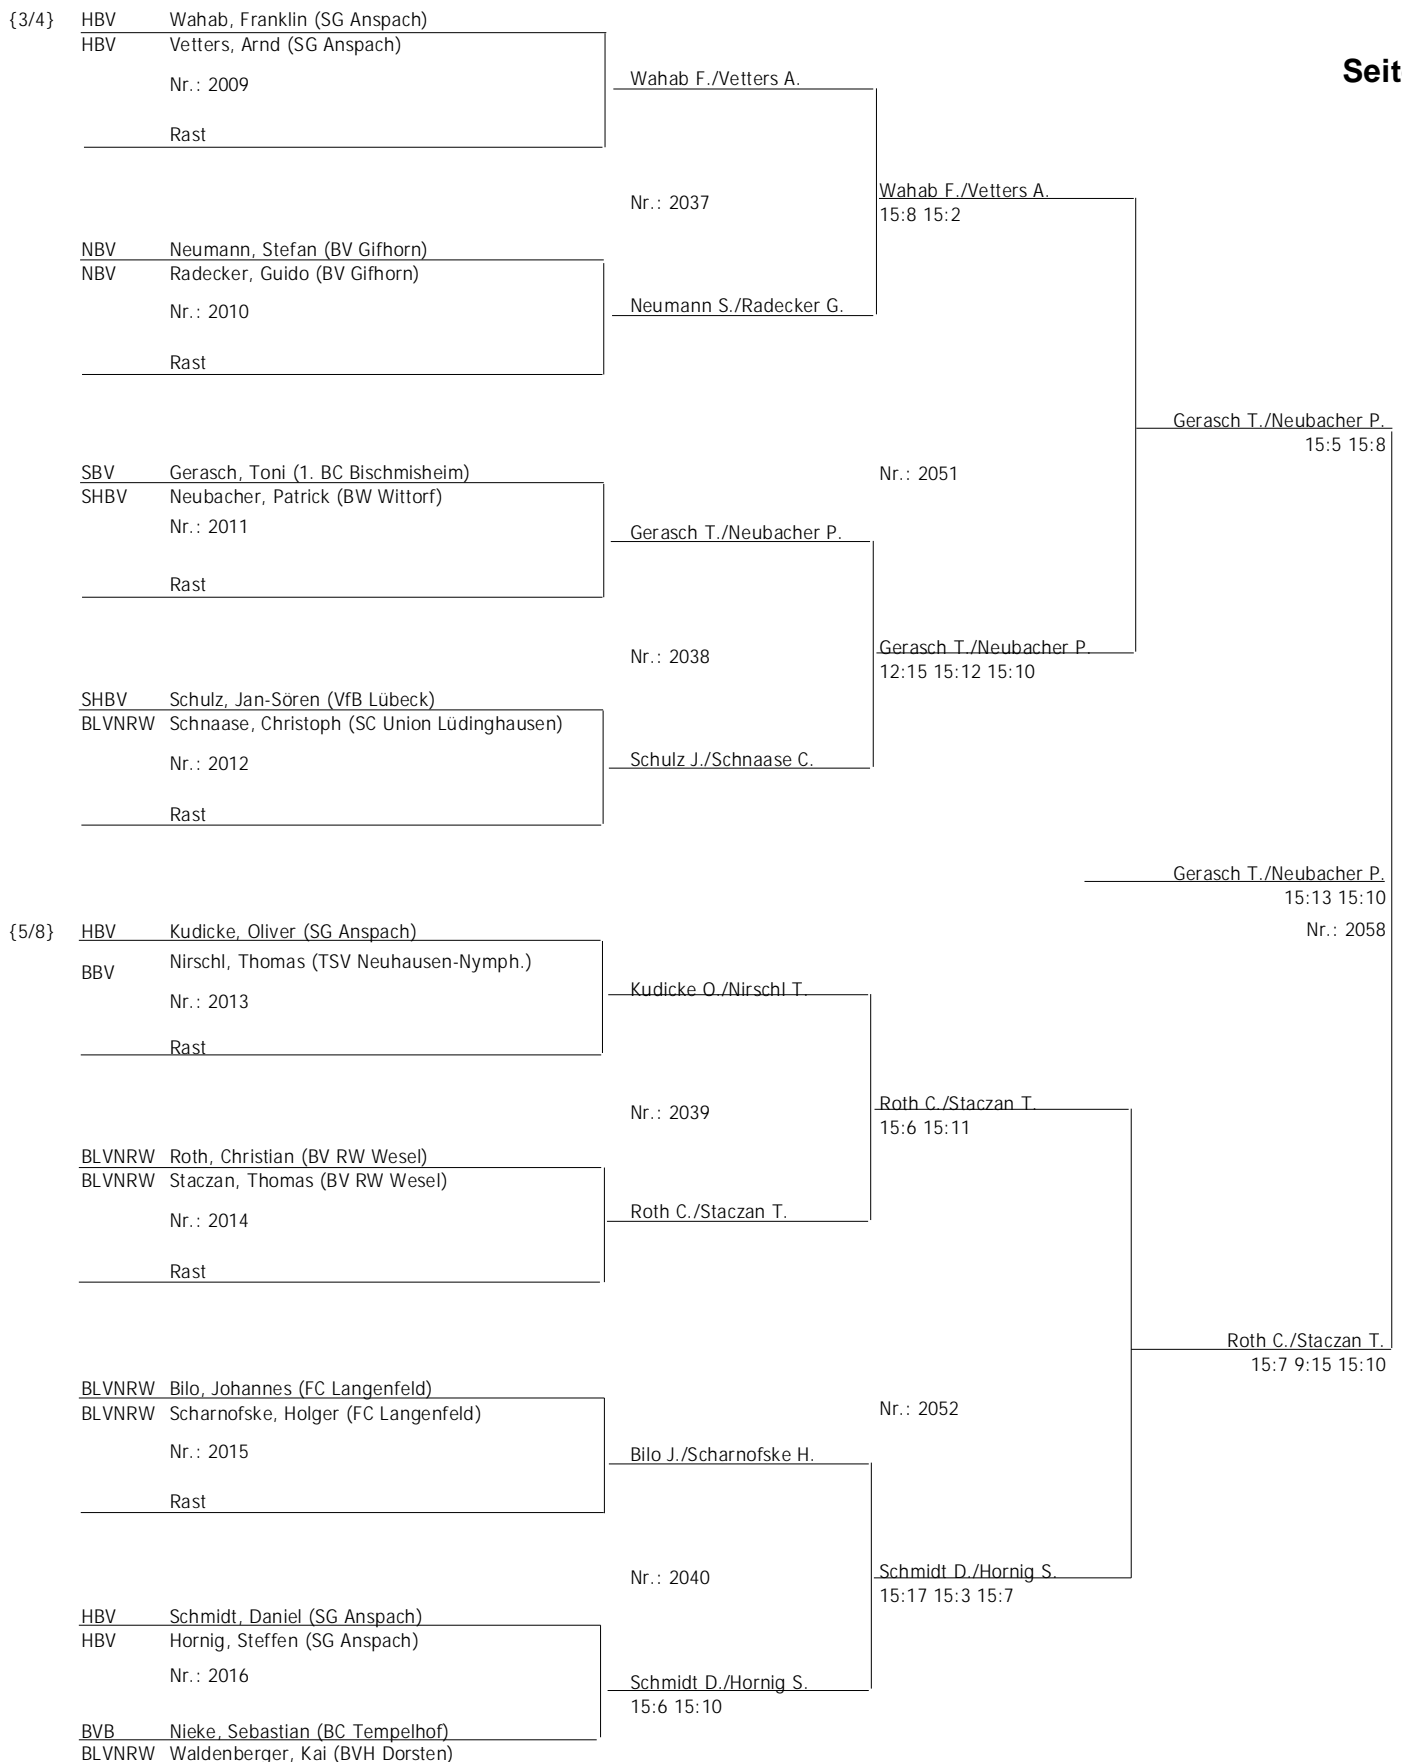 {3/4} HBV Wahab, Franklin (SG Anspach)
HBV Vetters, Arnd (SG Anspach)
Seit
Wahab F./Vetters A.
Nr.: 2009
Rast
Wahab F./Vetters A.
Nr.: 2037
15:8 15:2
NBV Neumann, Stefan (BV Gifhorn)
NBV Radecker, Guido (BV Gifhorn)
Neumann S./Radecker G.
Nr.: 2010
Rast
Gerasch T./Neubacher P.
15:5 15:8
SBV Gerasch, Toni (1. BC Bischmisheim)
Nr.: 2051
SHBV Neubacher, Patrick (BW Wittorf)
Nr.: 2011
Gerasch T./Neubacher P.
Rast
Gerasch T./Neubacher P.
Nr.: 2038
12:15 15:12 15:10
SHBV Schulz, Jan-Sören (VfB Lübeck)
BLVNRW Schnaase, Christoph (SC Union Lüdinghausen)
Schulz J./Schnaase C.
Nr.: 2012
Rast
Gerasch T./Neubacher P.
15:13 15:10
{5/8} HBV Kudicke, Oliver (SG Anspach)
Nr.: 2058
BBV Nirschl, Thomas (TSV Neuhausen-Nymph.)
Kudicke O./Nirschl T.
Nr.: 2013
Rast
Roth C./Staczan T.
Nr.: 2039
15:6 15:11
BLVNRW Roth, Christian (BV RW Wesel)
BLVNRW Staczan, Thomas (BV RW Wesel)
Roth C./Staczan T.
Nr.: 2014
Rast
Roth C./Staczan T.
15:7 9:15 15:10
BLVNRW Bilo, Johannes (FC Langenfeld)
Nr.: 2052
BLVNRW Scharnofske, Holger (FC Langenfeld)
Nr.: 2015
Bilo J./Scharnofske H.
Rast
Schmidt D./Hornig S.
Nr.: 2040
15:17 15:3 15:7
HBV Schmidt, Daniel (SG Anspach)
HBV Hornig, Steffen (SG Anspach)
Nr.: 2016
Schmidt D./Hornig S.
15:6 15:10
BVB Nieke, Sebastian (BC Tempelhof)
BLVNRW Waldenberger, Kai (BVH Dorsten)